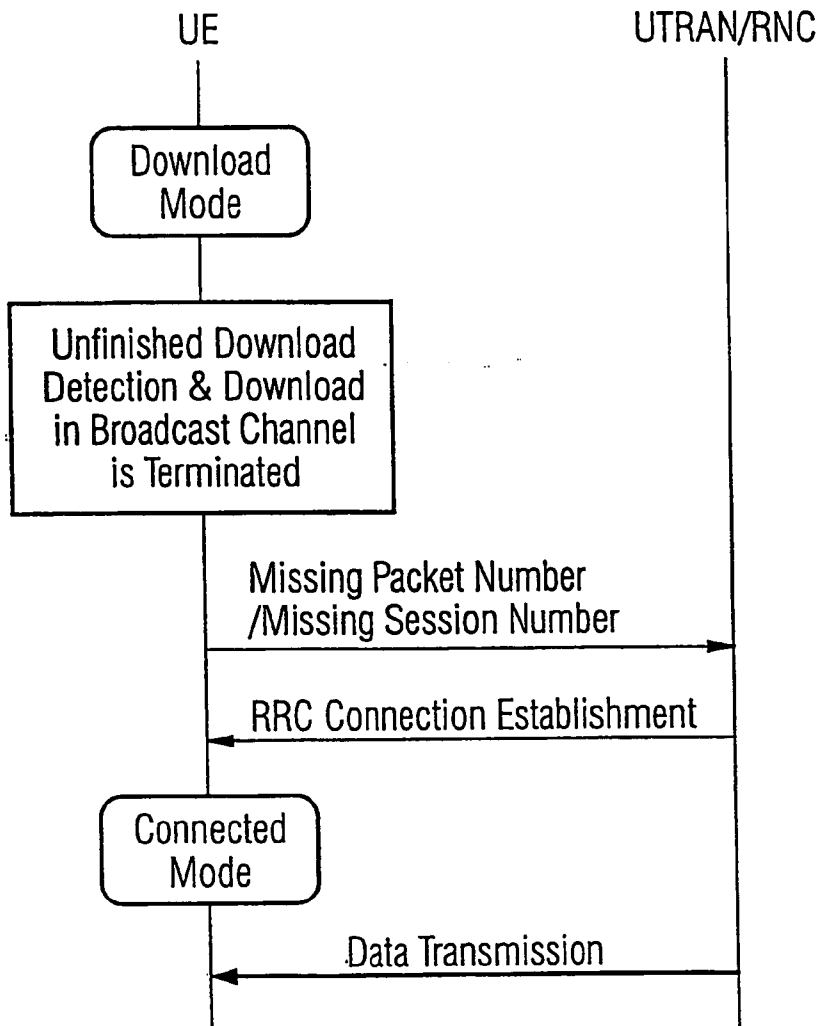 UE
UTRAN/RNC
Download
Mode
Unfinished Download
Detection & Download
in Broadcast Channel
is Terminated
Missing Packet Number
/Missing Session Number
RRC Connection Establishment
Connected
Mode
Data Transmission